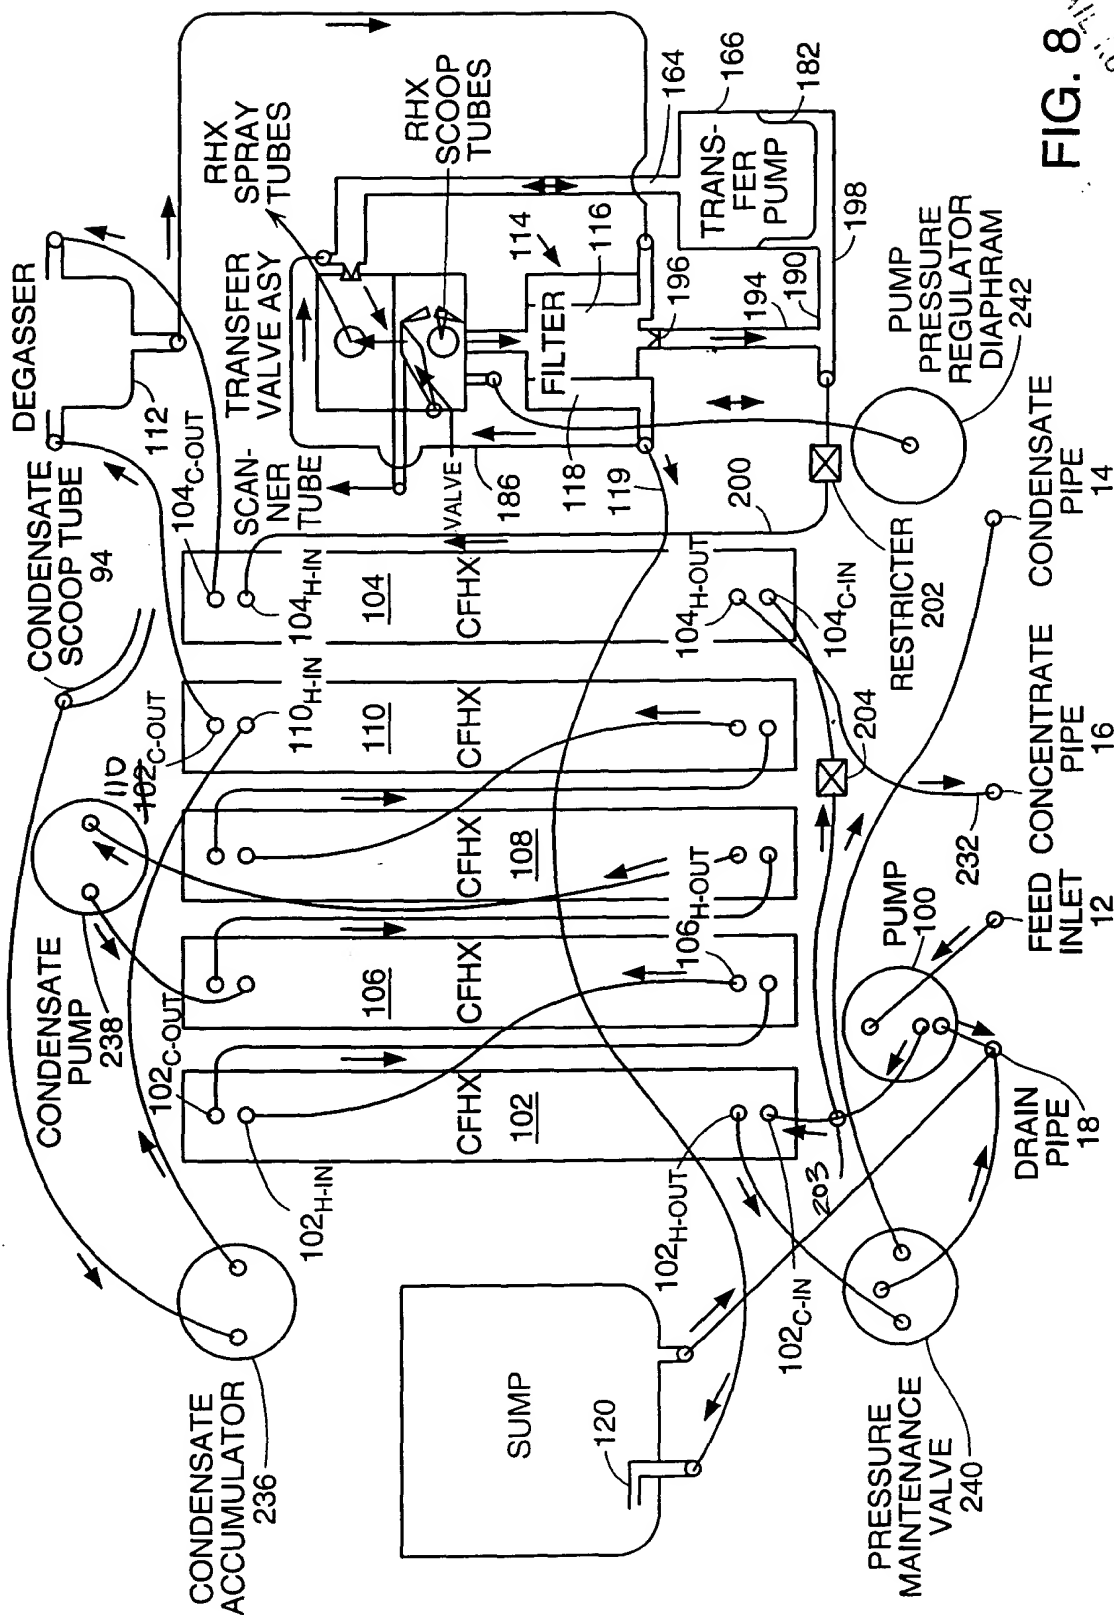 DEGASSER
112
CONDENSATE
SCOOP TUBE
94
104C-OUT
110
102C-OUT
CONDENSATE
PUMP
238
102C-OUT
CONDENSATE
ACCUMULATOR
236
RHX
SPRAY
TUBES
TRANSFER
VALVE ASY
RHX
SCOOP
TUBES
SCAN-
NER
TUBE
VALVE
186
118
119
FILTER
114
116
196
194
190
164
166
TRANS-
FER
PUMP
182
198
200
104H-IN
104
CFHX
104H-OUT
104C-IN
110H-IN
110
CFHX
CFHX
108
106
CFHX
106H-OUT
102H-IN
CFHX
102
102H-OUT
102C-IN
203
204
RESTRICTER
202
PUMP
PRESSURE
REGULATOR
DIAPHRAM
242
CONDENSATE
PIPE
14
CONCENTRATE
PIPE
16
232
FEED
INLET
12
PUMP
100
DRAIN
PIPE
18
SUMP
120
PRESSURE
MAINTENANCE
VALVE
240
FIG. 8